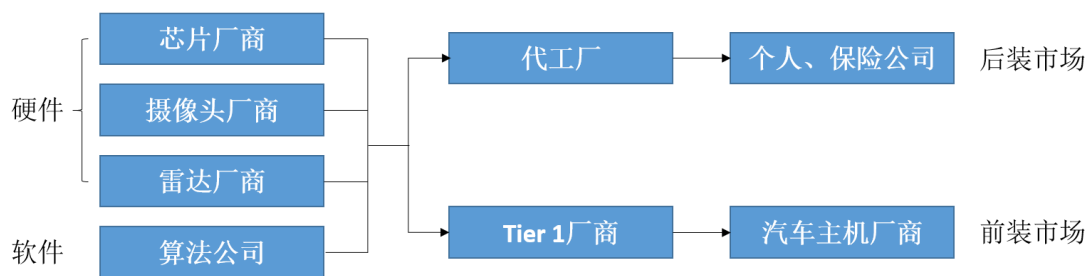 芯片厂商
代工厂
个人、保险公司
后装市场
硬件
摄像头厂商
雷达厂商
软件
算法公司
Tier 1厂商
汽车主机厂商
前装市场